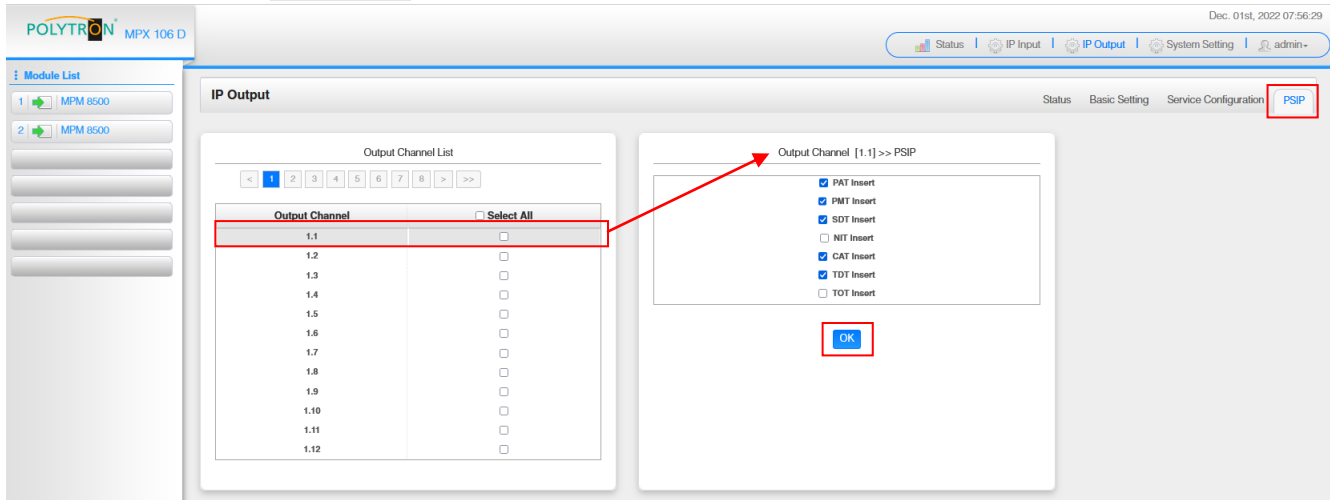 Dec. 01st, 2022 07:56:29
POLYTRON MPX 106 D
Status | IP Input | IP Output | System Setting | admin
Module List
1 MPM 8500
2 MPM 8500
IP Output
Status Basic Setting Service Configuration PSIP
Output Channel List
< 1 2 3 4 5 6 7 8 > >>
Output Channel Select All
1.1
1.2
1.3
1.4
1.5
1.6
1.7
1.8
1.9
1.10
1.11
1.12
Output Channel [1.1] >> PSIP
PAT Insert
PMT Insert
SDT Insert
NIT Insert
CAT Insert
TDT Insert
TOT Insert
OK